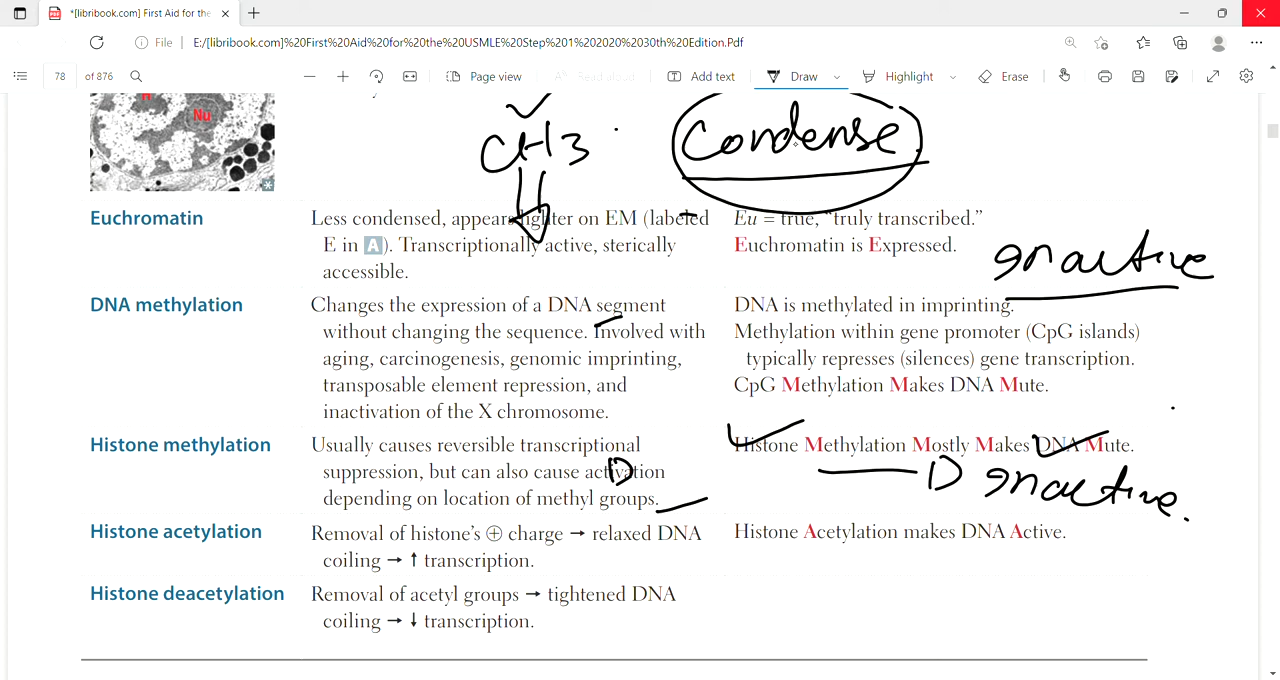 *[libribook.com] First Aid for the
File
E:/[libribook.com]%20First%20Aid%20for%20the%20USMLE%20Step%201%202020%2030th%20Edition.Pdf
78 of 876
Page view
Read aloud
Add text
Draw
Highlight
Erase
Nu
CH3
Condense
Euchromatin
Less condensed, appears lighter on EM (labeled
E in A). Transcriptionally active, sterically
accessible.
Eu = true, “truly transcribed.”
Euchromatin is Expressed.
inactive
DNA methylation
Changes the expression of a DNA segment
without changing the sequence. Involved with
aging, carcinogenesis, genomic imprinting,
transposable element repression, and
inactivation of the X chromosome.
DNA is methylated in imprinting.
Methylation within gene promoter (CpG islands)
typically represses (silences) gene transcription.
CpG Methylation Makes DNA Mute.
Histone methylation
Usually causes reversible transcriptional
suppression, but can also cause activation
depending on location of methyl groups.
Histone Methylation Mostly Makes DNA Mute.
inactive.
Histone acetylation
Removal of histone’s ⊕ charge → relaxed DNA
coiling → ↑ transcription.
Histone Acetylation makes DNA Active.
Histone deacetylation
Removal of acetyl groups → tightened DNA
coiling → ↓ transcription.